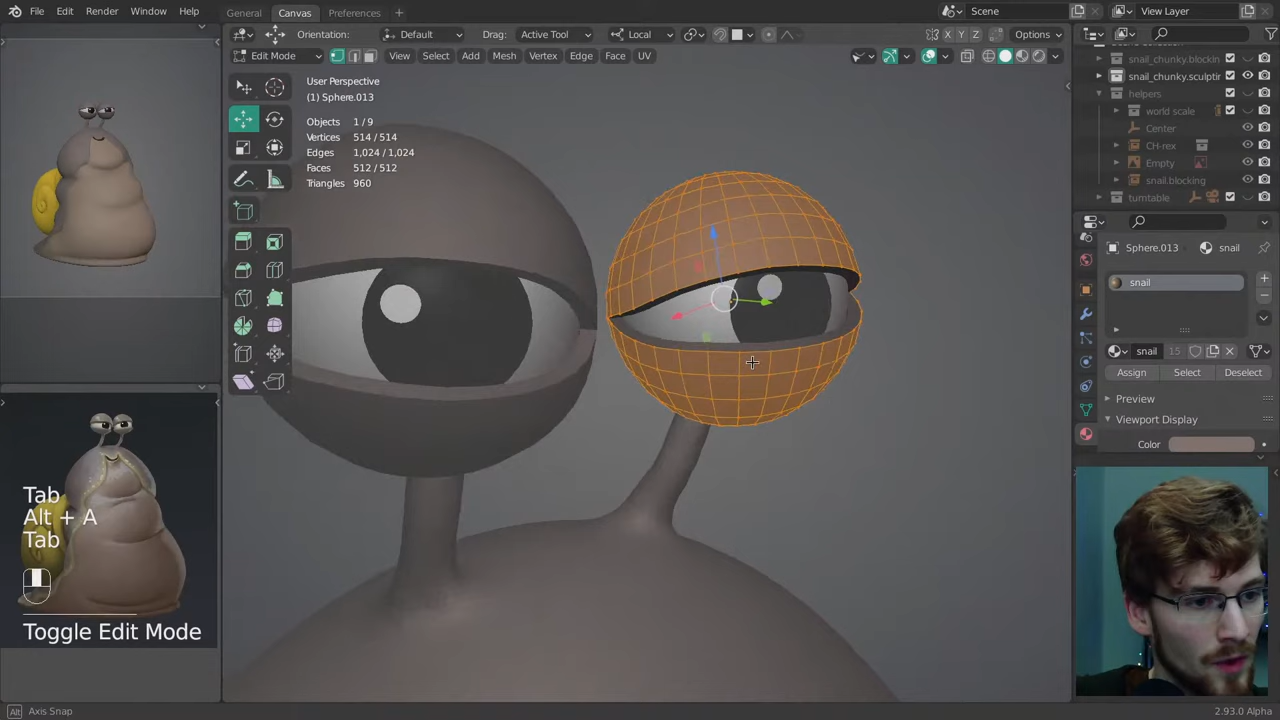 File Edit Render Window Help General Canvas Preferences + Scene View Layer
Orientation: Default Drag: Active Tool Local X Y Z Options
Edit Mode View Select Add Mesh Vertex Edge Face UV
User Perspective
(1) Sphere.013
Objects 1 / 9
Vertices 514 / 514
Edges 1,024 / 1,024
Faces 512 / 512
Triangles 960
snail_chunky.blockin
snail_chunky.sculptir
helpers
world scale
Center
CH-rex
Empty
snail.blocking
turntable
Sphere.013 snail
snail
snail 15
Assign Select Deselect
Preview
Viewport Display
Color
Tab
Alt + A
Tab
Toggle Edit Mode
Alt Axis Snap 2.93.0 Alpha